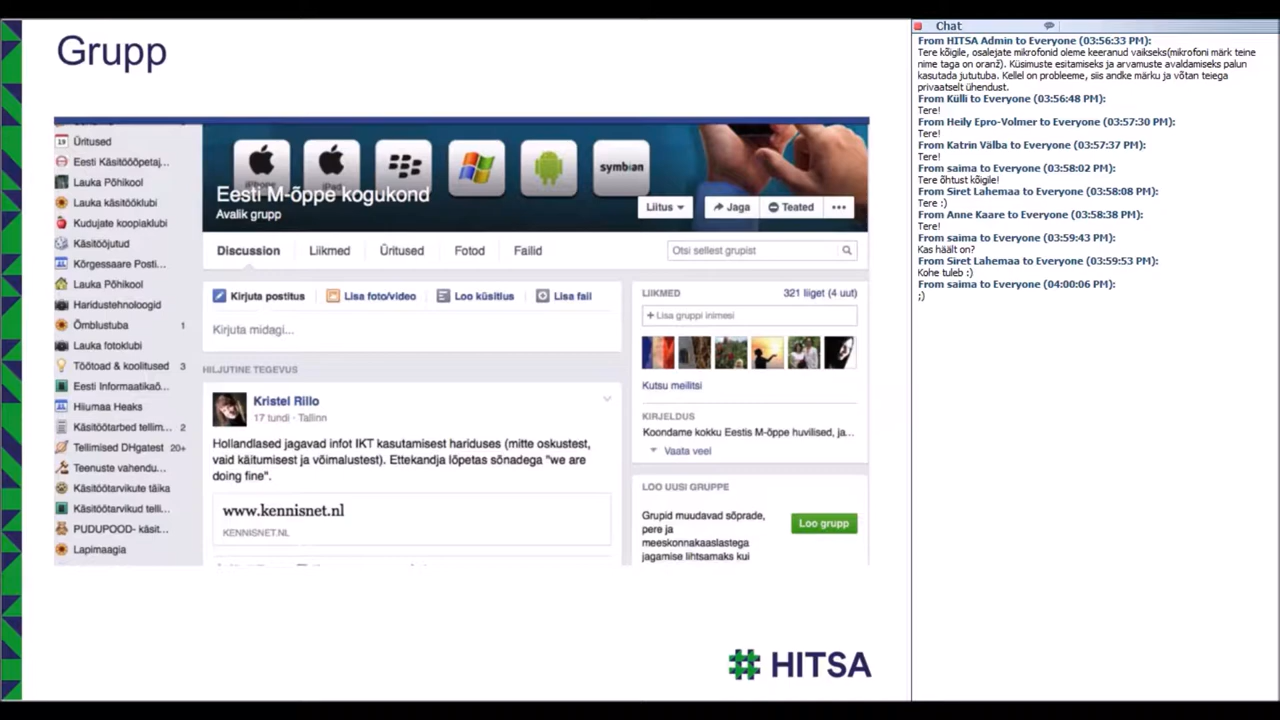 Grupp
Üritused
Eesti Käsitööõpetaj...
Lauka Põhikool
Lauka käsitööklubi
Kudujate koopiaklubi
Käsitööjutud
Kõrgessaare Posti...
Lauka Põhikool
Haridustehnoloogid
Õmblustuba 1
Lauka fotoklubi
Töötoad & koolitused 3
Eesti Informaatikaõ...
Hiiumaa Heaks
Käsitöötarbed tellim... 2
Tellimised DHgatest 20+
Teenuste vahendu...
Käsitöötarvikute täika
Käsitöötarvikud telli...
PUDUPOOD- käsit...
Lapimaagia
symbian
Eesti M-õppe kogukond
Avalik grupp
Liitus
Jaga
Teated
Discussion
Liikmed
Üritused
Fotod
Failid
Otsi sellest grupist
Kirjuta postitus
Lisa foto/video
Loo küsitlus
Lisa fail
Kirjuta midagi...
HILJUTINE TEGEVUS
Kristel Rillo
17 tundi · Tallinn
Hollandlased jagavad infot IKT kasutamisest hariduses (mitte oskustest,
vaid käitumisest ja võimalustest). Ettekandja lõpetas sõnadega "we are
doing fine".
www.kennisnet.nl
KENNISNET.NL
LIIKMED 321 liiget (4 uut)
+ Lisa gruppi inimesi
Kutsu meilitsi
KIRJELDUS
Koondame kokku Eestis M-õppe huvilised, ja...
Vaata veel
LOO UUSI GRUPPE
Grupid muudavad sõprade,
pere ja
meeskonnakaaslastega
jagamise lihtsamaks kui
Loo grupp
HITSA
Chat
From HITSA Admin to Everyone (03:56:33 PM):
Tere kõigile, osalejate mikrofonid oleme keeranud vaikseks(mikrofoni märk teine
nime taga on oranž). Küsimuste esitamiseks ja arvamuste avaldamiseks palun
kasutada jututuba. Kellel on probleeme, siis andke märku ja võtan teiega
privaatselt ühendust.
From Külli to Everyone (03:56:48 PM):
Tere!
From Heily Epro-Volmer to Everyone (03:57:30 PM):
Tere!
From Katrin Välba to Everyone (03:57:37 PM):
Tere!
From saima to Everyone (03:58:02 PM):
Tere õhtust kõigile!
From Siret Lahemaa to Everyone (03:58:08 PM):
Tere :)
From Anne Kaare to Everyone (03:58:38 PM):
Tere!
From saima to Everyone (03:59:43 PM):
Kas häält on?
From Siret Lahemaa to Everyone (03:59:53 PM):
Kohe tuleb :)
From saima to Everyone (04:00:06 PM):
;)